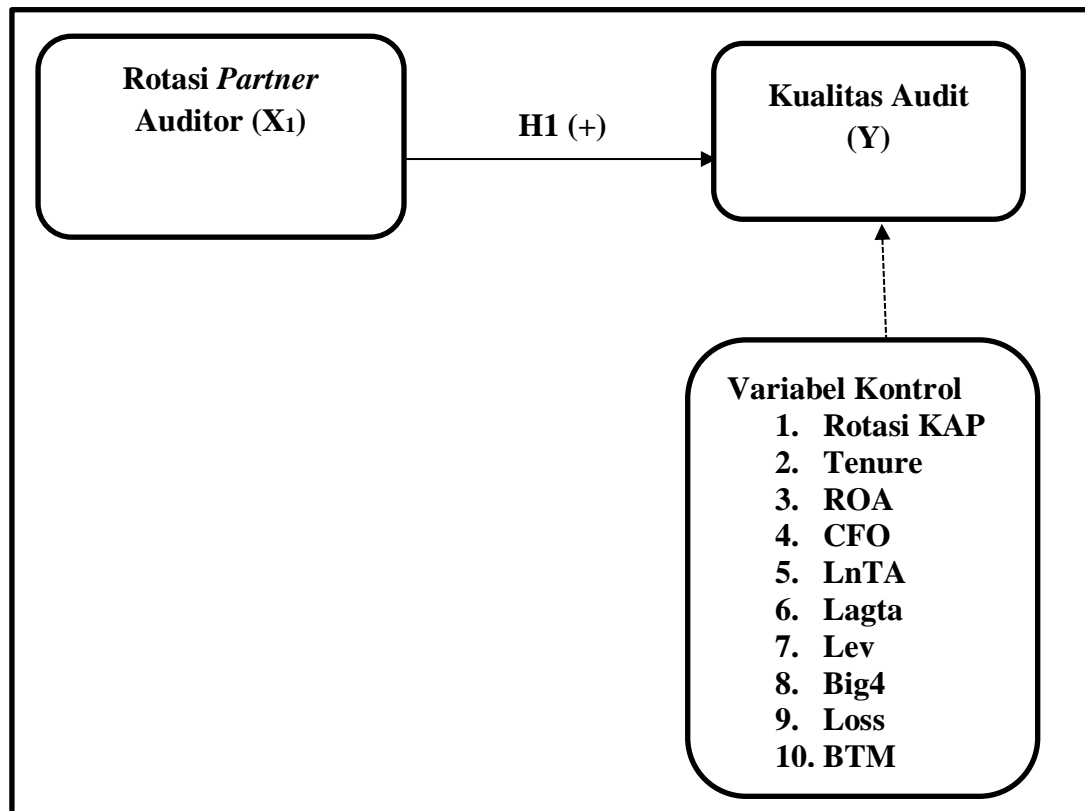 Rotasi Partner
Auditor (X1)
H1 (+)
Kualitas Audit
(Y)
Variabel Kontrol
1. Rotasi KAP
2. Tenure
3. ROA
4. CFO
5. LnTA
6. Lagta
7. Lev
8. Big4
9. Loss
10. BTM